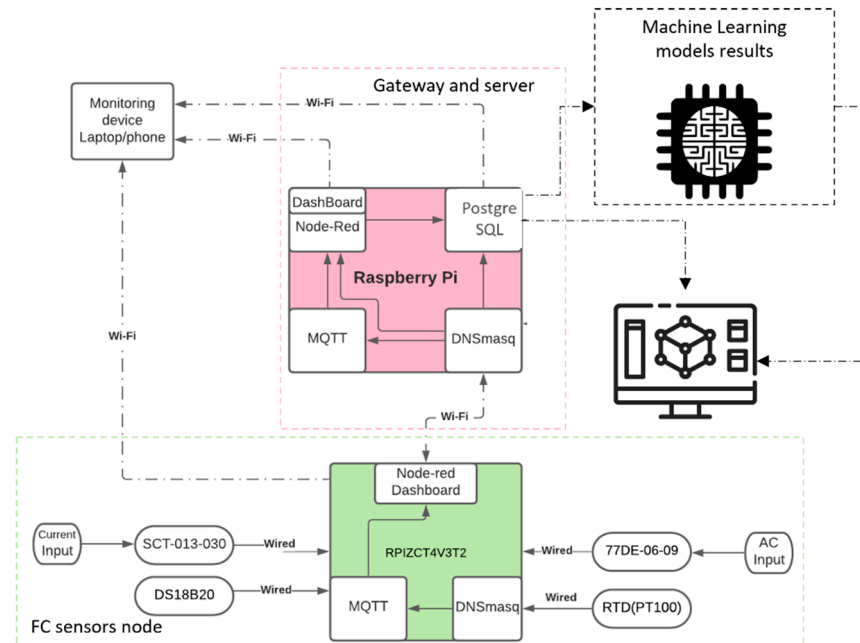 Machine Learning
models results
Gateway and server
Monitoring
device
Laptop/phone
Wi-Fi
Wi-Fi
DashBoard
Node-Red
Postgre
SQL
Raspberry Pi
MQTT
DNSmasq
Wi-Fi
Wi-Fi
Node-red
Dashboard
Current
Input
SCT-013-030
Wired
RPIZCT4V3T2
Wired
77DE-06-09
AC
Input
DS18B20
Wired
MQTT
DNSmasq
Wired
RTD(PT100)
FC sensors node